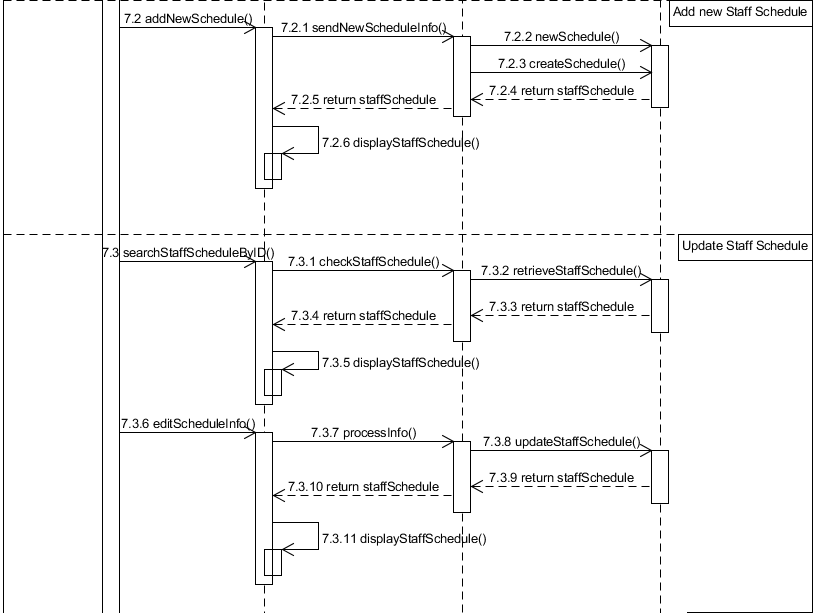 Add new Staff Schedule
7.2 addNewSchedule()
7.2.1 sendNewScheduleInfo()
7.2.2 newSchedule()
7.2.3 createSchedule()
7.2.4 return staffSchedule
7.2.5 return staffSchedule
7.2.6 displayStaffSchedule()
Update Staff Schedule
7.3 searchStaffScheduleByID()
7.3.1 checkStaffSchedule()
7.3.2 retrieveStaffSchedule()
7.3.3 return staffSchedule
7.3.4 return staffSchedule
7.3.5 displayStaffSchedule()
7.3.6 editScheduleInfo()
7.3.7 processInfo()
7.3.8 updateStaffSchedule()
7.3.9 return staffSchedule
7.3.10 return staffSchedule
7.3.11 displayStaffSchedule()